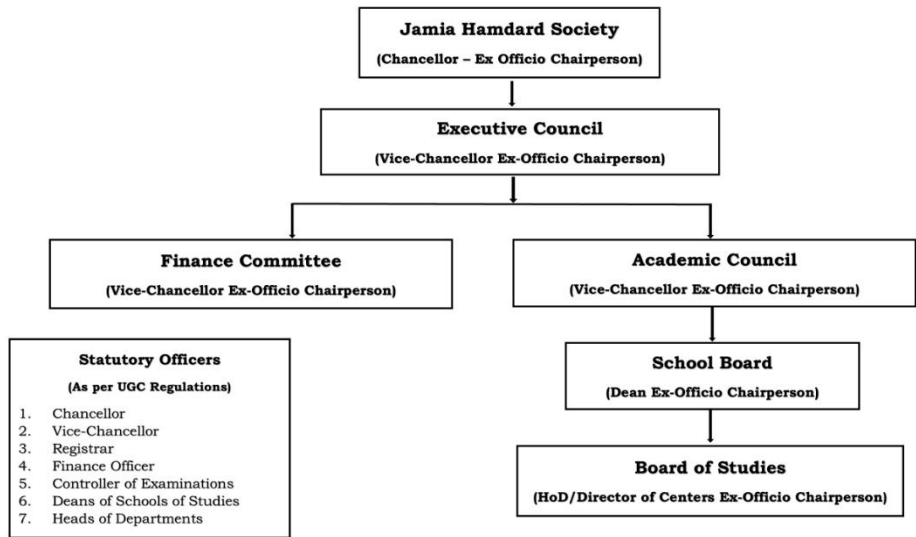 Jamia Hamdard Society
(Chancellor – Ex Officio Chairperson)
Executive Council
(Vice-Chancellor Ex-Officio Chairperson)
Finance Committee
(Vice-Chancellor Ex-Officio Chairperson)
Academic Council
(Vice-Chancellor Ex-Officio Chairperson)
Statutory Officers
(As per UGC Regulations)
1. Chancellor
2. Vice-Chancellor
3. Registrar
4. Finance Officer
5. Controller of Examinations
6. Deans of Schools of Studies
7. Heads of Departments
School Board
(Dean Ex-Officio Chairperson)
Board of Studies
(HoD/Director of Centers Ex-Officio Chairperson)